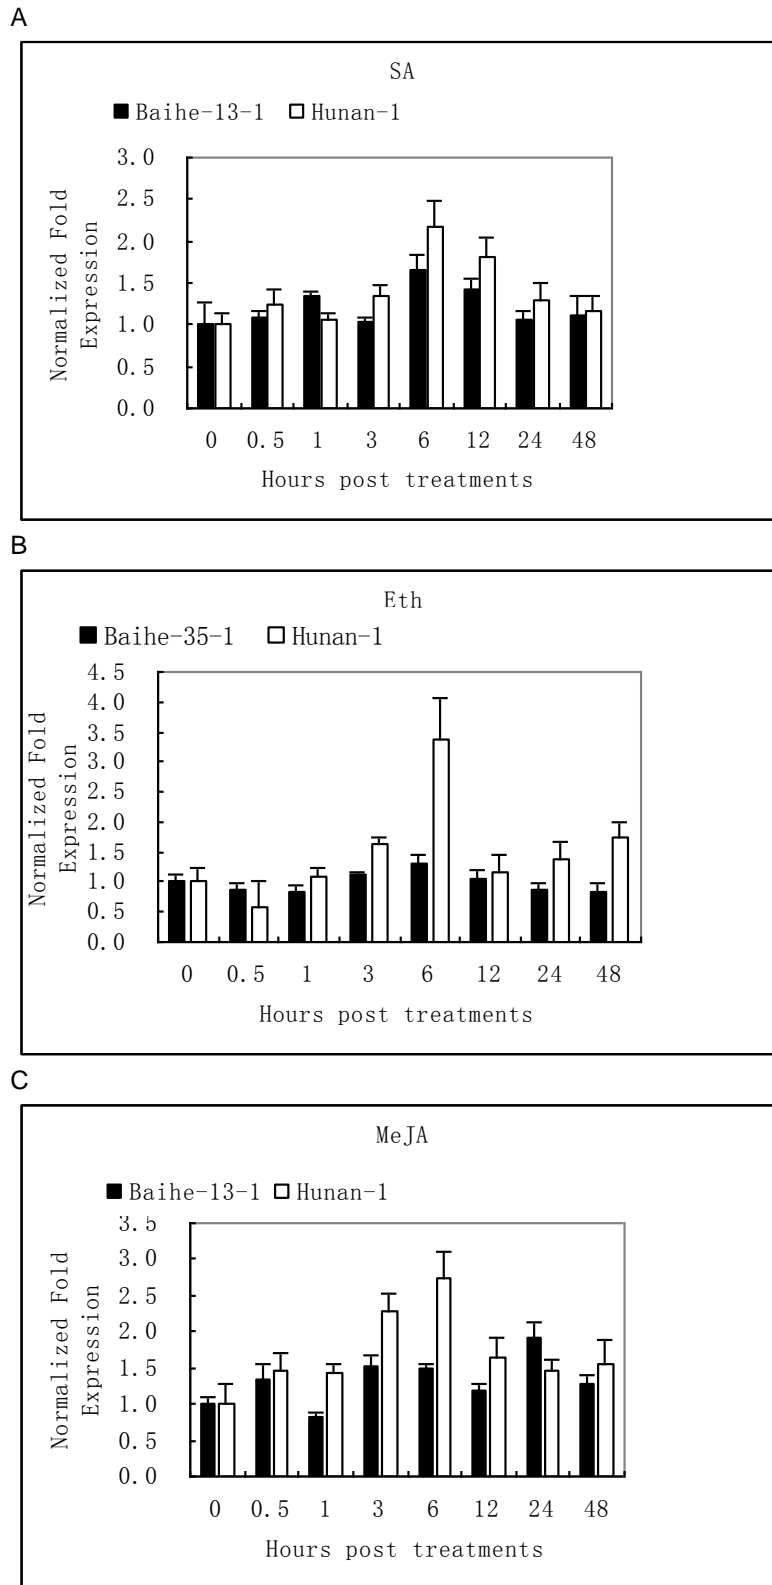 A
SA
Baihe-13-1 Hunan-1
Normalized Fold
Expression
3.0
2.5
2.0
1.5
1.0
0.5
0.0
0 0.5 1 3 6 12 24 48
Hours post treatments
B
Eth
Baihe-35-1 Hunan-1
Normalized Fold
Expression
4.5
4.0
3.5
3.0
2.5
2.0
1.5
1.0
0.5
0.0
0 0.5 1 3 6 12 24 48
Hours post treatments
C
MeJA
Baihe-13-1 Hunan-1
Normalized Fold
Expression
3.5
3.0
2.5
2.0
1.5
1.0
0.5
0.0
0 0.5 1 3 6 12 24 48
Hours post treatments